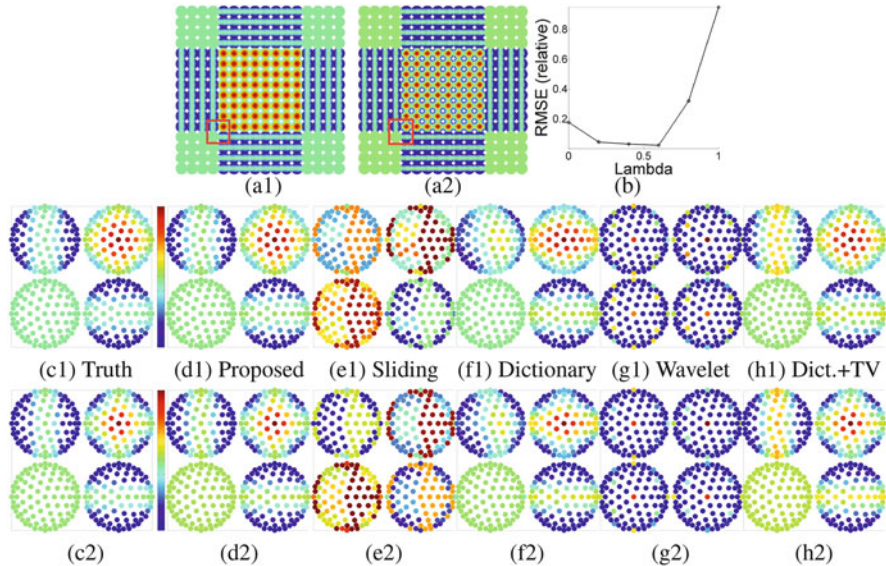 0.8
0.6
0.4
0.2
RMSE (relative)
0 0.5 1
Lambda
(a1) (a2) (b)
(c1) Truth (d1) Proposed (e1) Sliding (f1) Dictionary (g1) Wavelet (h1) Dict.+TV
(c2) (d2) (e2) (f2) (g2) (h2)